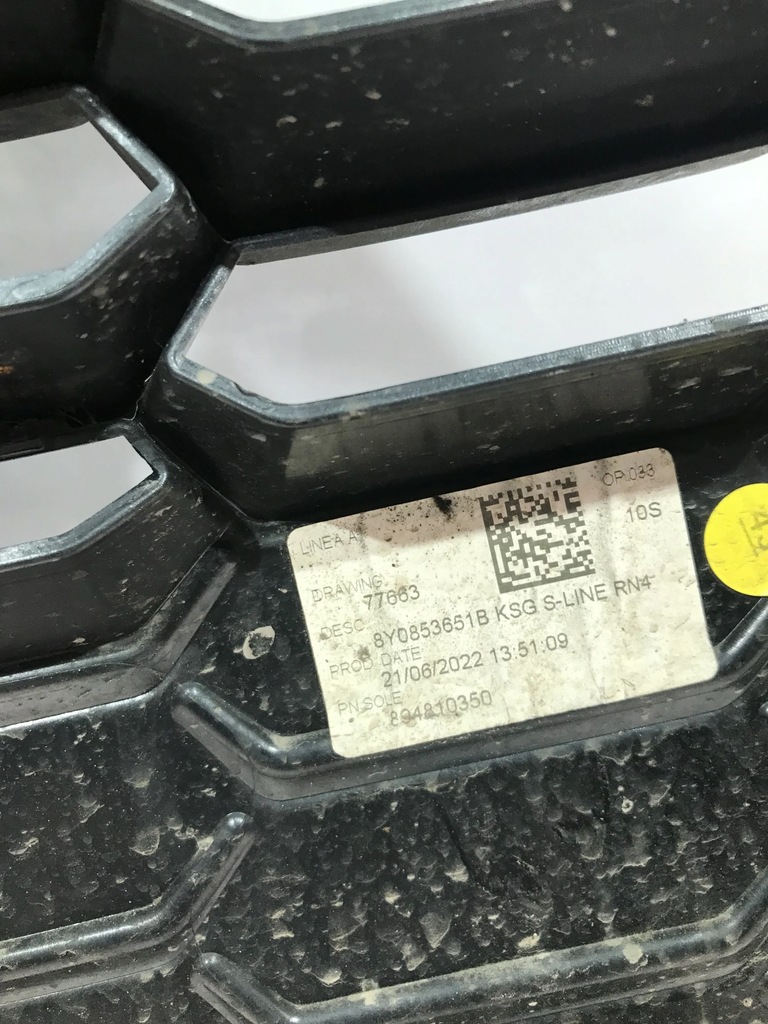 LINEA A
OP.033
10S
DRAWING
77663
DESC
8Y0853651B KSG S-LINE RN4
PROD. DATE
21/06/2022 13:51:09
PN.SOLE
894810350
A3